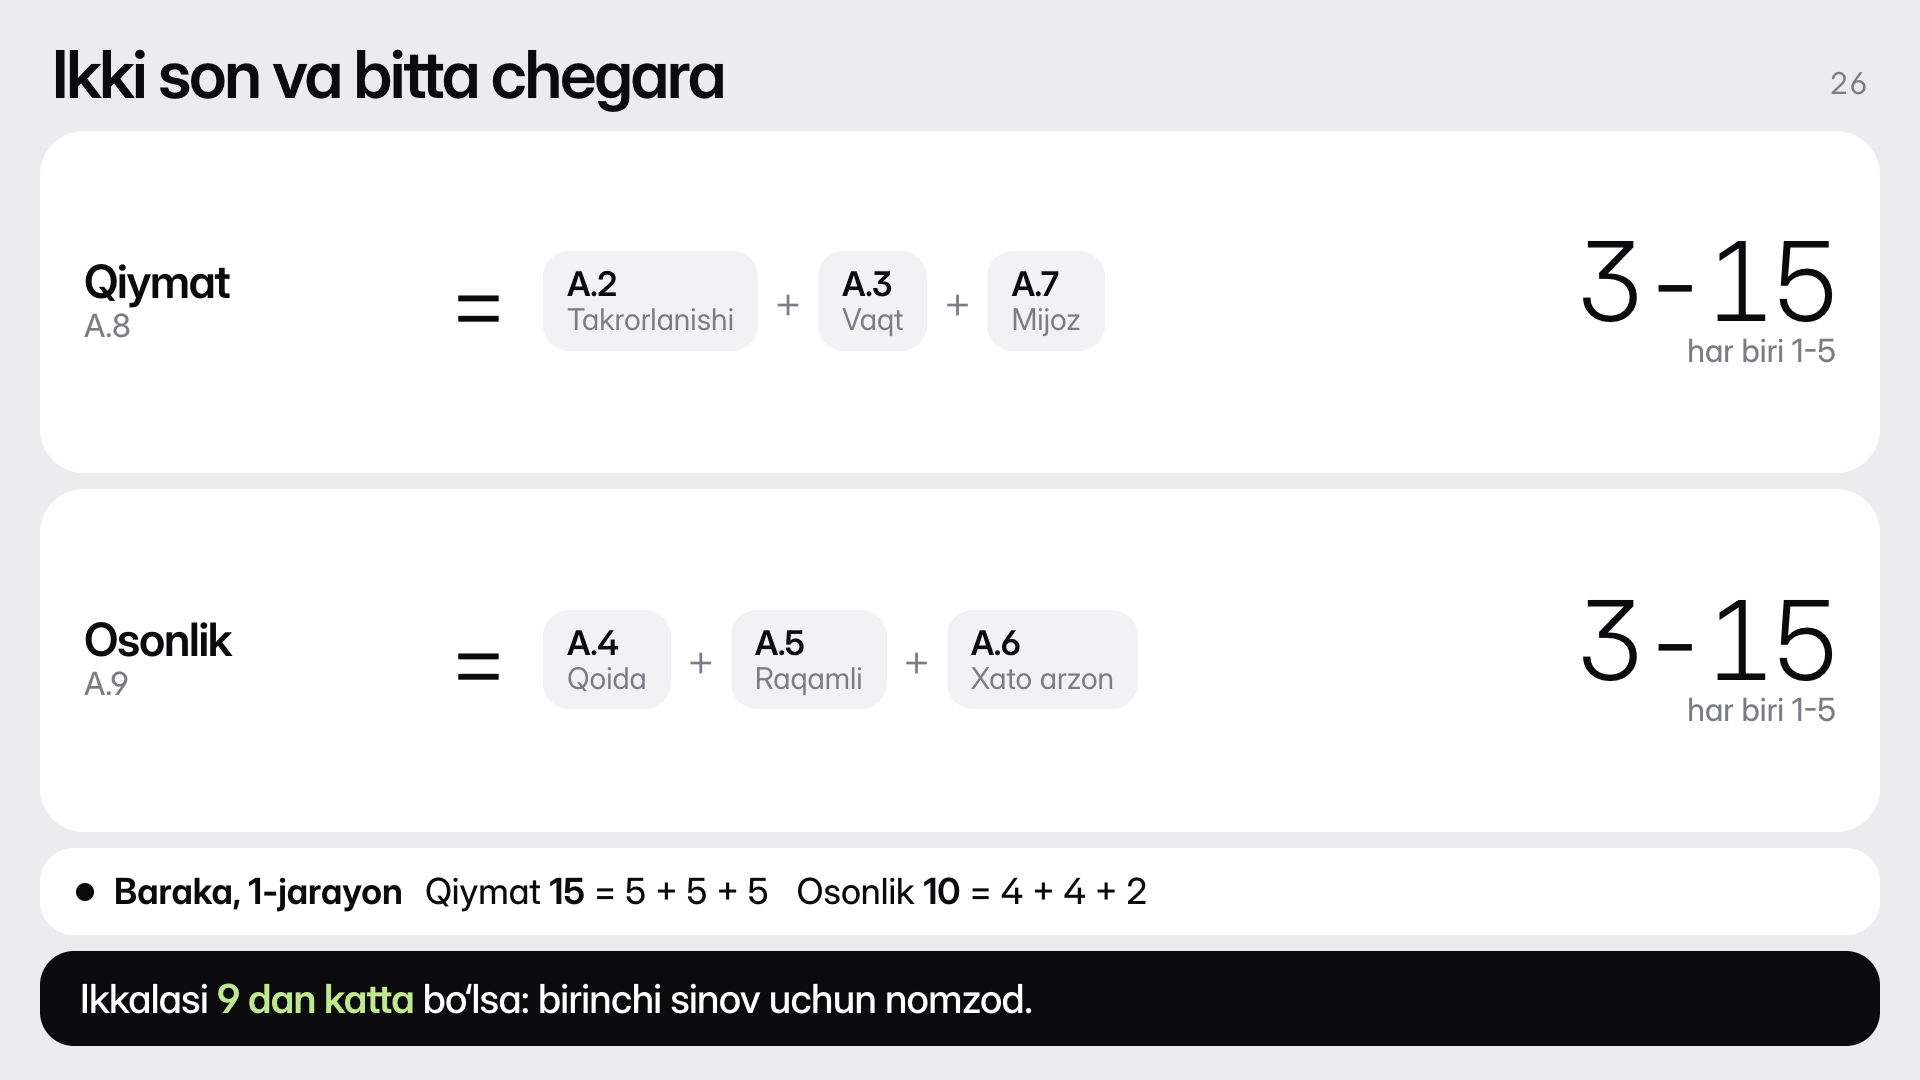 Ikki son va bitta chegara
26
Qiymat
A.8
=
A.2
Takrorlanishi
+
A.3
Vaqt
+
A.7
Mijoz
3-15
har biri 1-5
Osonlik
A.9
=
A.4
Qoida
+
A.5
Raqamli
+
A.6
Xato arzon
3-15
har biri 1-5
● Baraka, 1-jarayon Qiymat 15 = 5 + 5 + 5 Osonlik 10 = 4 + 4 + 2
Ikkalasi 9 dan katta bo‘lsa: birinchi sinov uchun nomzod.